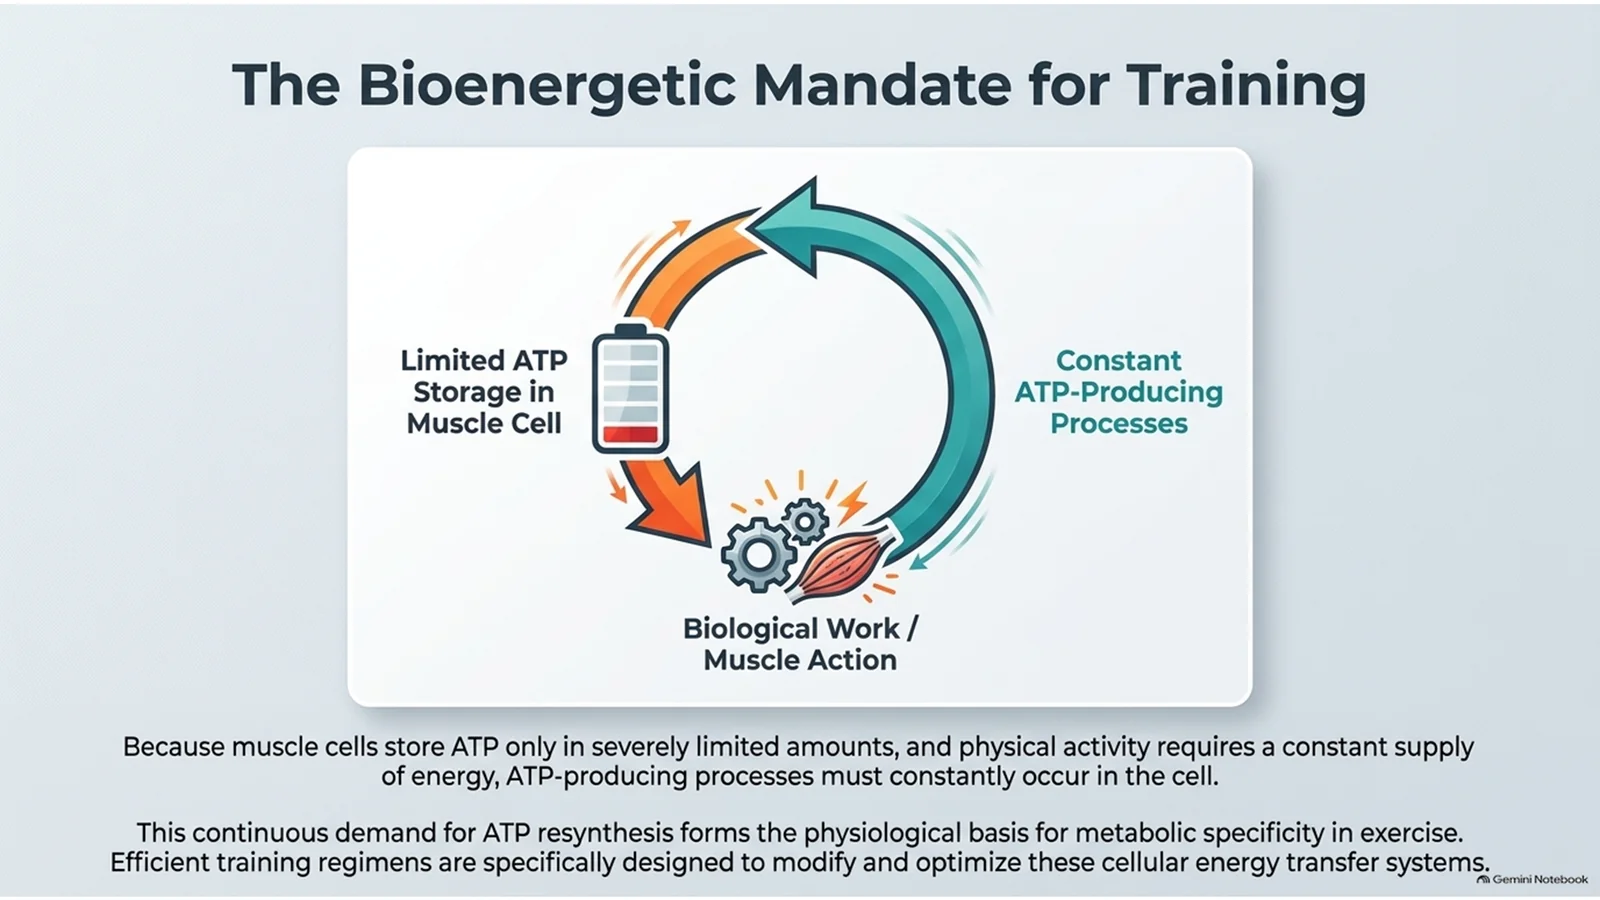 The Bioenergetic Mandate for Training
Limited ATP
Storage in
Muscle Cell
Constant
ATP-Producing
Processes
Biological Work /
Muscle Action
Because muscle cells store ATP only in severely limited amounts, and physical activity requires a constant supply
of energy, ATP-producing processes must constantly occur in the cell.
This continuous demand for ATP resynthesis forms the physiological basis for metabolic specificity in exercise.
Efficient training regimens are specifically designed to modify and optimize these cellular energy transfer systems.
Gemini Notebook